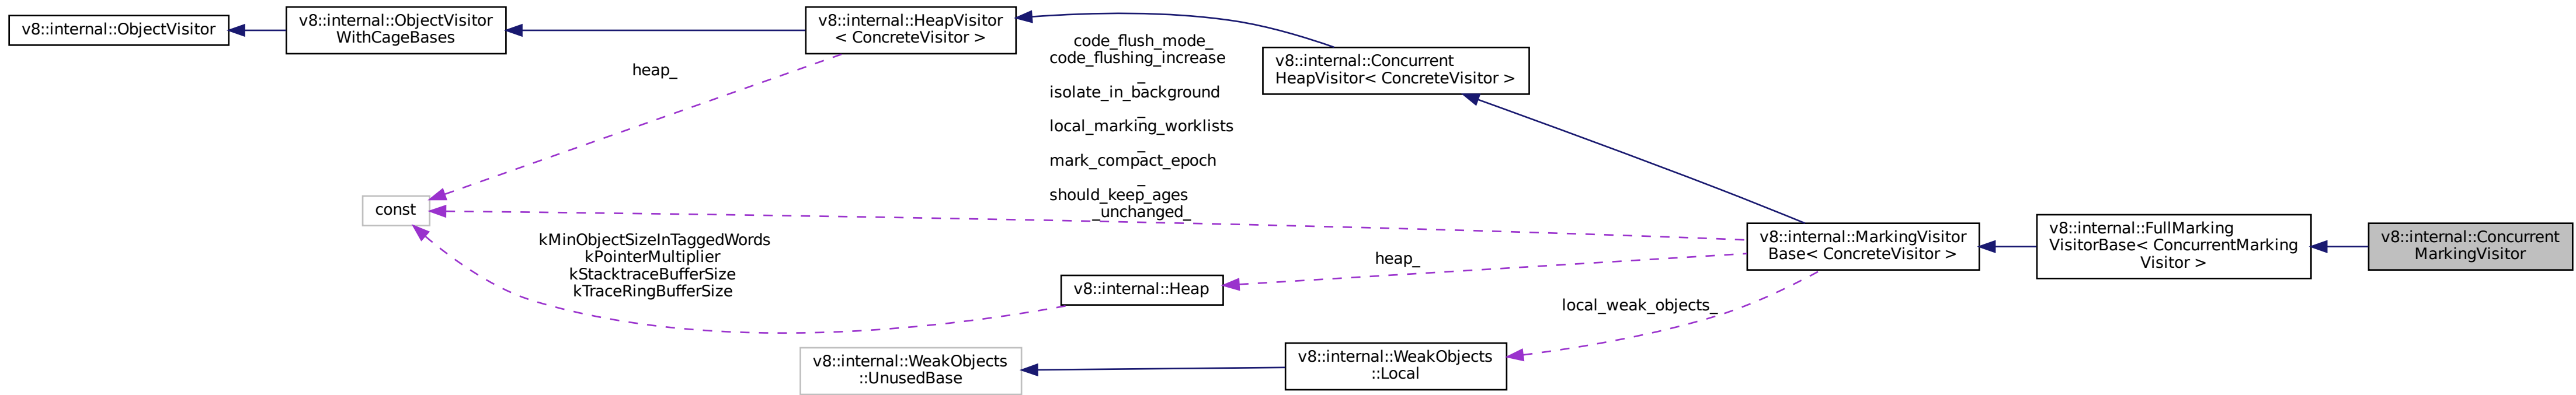 v8::internal::ObjectVisitor
v8::internal::ObjectVisitor
WithCageBases
v8::internal::HeapVisitor
< ConcreteVisitor >
heap_
code_flush_mode_
code_flushing_increase
_
isolate_in_background
_
local_marking_worklists
_
mark_compact_epoch
_
should_keep_ages
_unchanged_
v8::internal::Concurrent
HeapVisitor< ConcreteVisitor >
const
kMinObjectSizeInTaggedWords
kPointerMultiplier
kStacktraceBufferSize
kTraceRingBufferSize
v8::internal::Heap
heap_
v8::internal::MarkingVisitor
Base< ConcreteVisitor >
v8::internal::FullMarking
VisitorBase< ConcurrentMarking
Visitor >
v8::internal::Concurrent
MarkingVisitor
local_weak_objects_
v8::internal::WeakObjects
::UnusedBase
v8::internal::WeakObjects
::Local